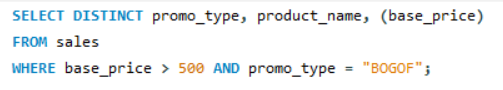 SELECT DISTINCT promo_type, product_name, (base_price)
FROM sales
WHERE base_price > 500 AND promo_type = "BOGOF";